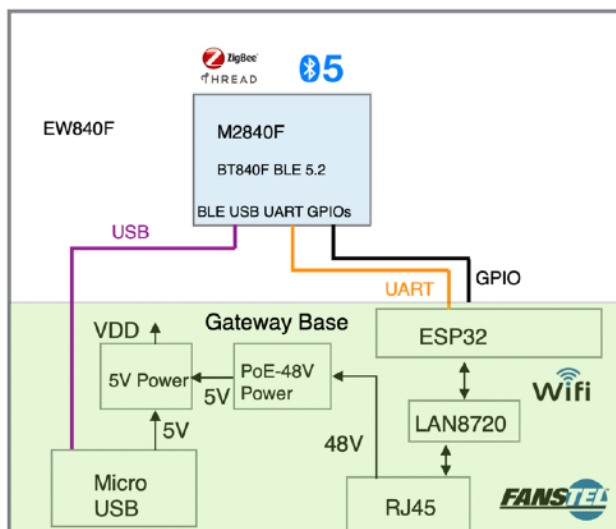 ZigBee
THREAD
5
EW840F
M2840F
BT840F BLE 5.2
BLE USB UART GPIOs
USB
UART
GPIO
Gateway Base
VDD
5V Power
5V
PoE-48V
Power
ESP32
Wifi
LAN8720
5V
48V
Micro
USB
RJ45
FANSTEL